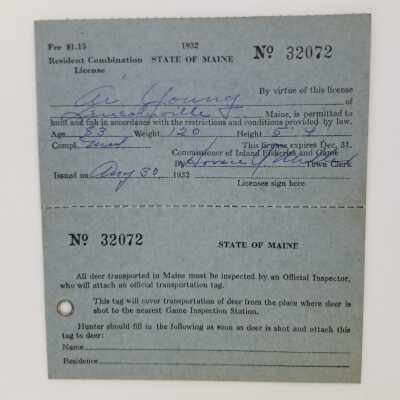 Fee $1.15 1932 No 32072
Resident Combination STATE OF MAINE
License
By virtue of this license
Young of
Lincolnville Maine, is permitted to
hunt and fish in accordance with the restrictions and conditions provided by law.
Age 53 Weight 120 Height 5-4
Compl. Med This license expires Dec. 31.
Commissioner of Inland Fisheries and Game
By Horace Town Clerk
Issued on Aug 30 1932
Licensee sign here
No 32072
STATE OF MAINE
All deer transported in Maine must be inspected by an Official Inspector,
who will attach an official transportation tag.
This tag will cover transportation of deer from the place where deer is
shot to the nearest Game Inspection Station.
Hunter should fill in the following as soon as deer is shot and attach this
tag to deer:
Name
Residence